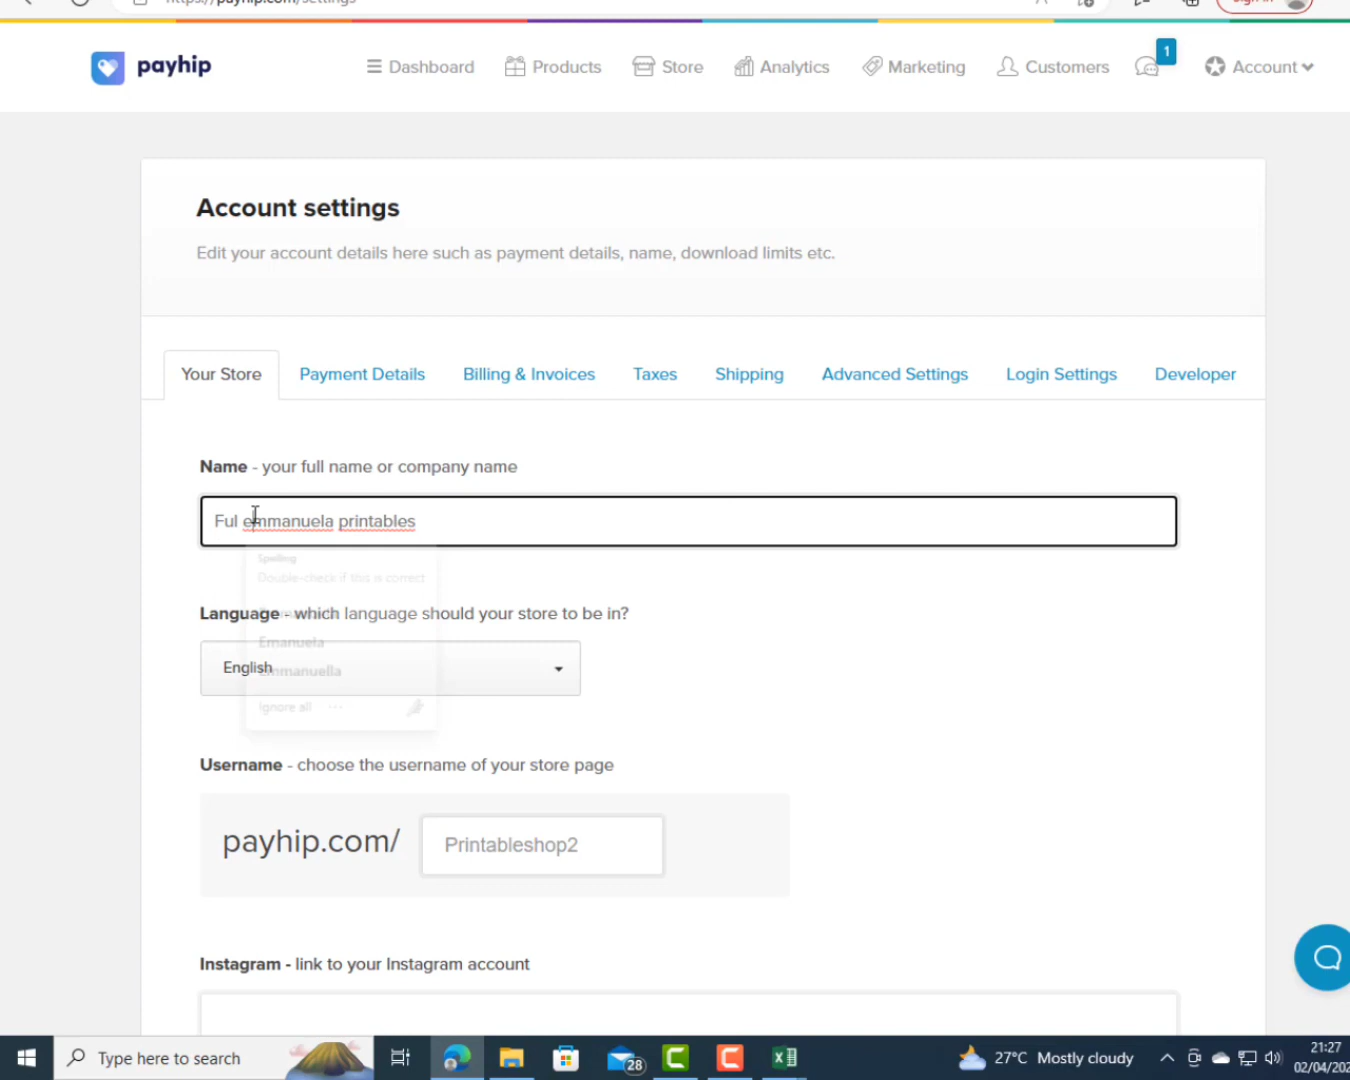 payhip
Dashboard
Products
Store
Analytics
Marketing
Customers
1
Account
Account settings
Edit your account details here such as payment details, name, download limits etc.
Your Store
Payment Details
Billing & Invoices
Taxes
Shipping
Advanced Settings
Login Settings
Developer
Name - your full name or company name
Ful emmanuela printables
Spelling
Double-check if this is correct
Language - which language should your store to be in?
Emanuela
English
Emmanuella
Ignore all ...
Username - choose the username of your store page
payhip.com/
Printableshop2
Instagram - link to your Instagram account
Type here to search
28
27°C Mostly cloudy
21:27